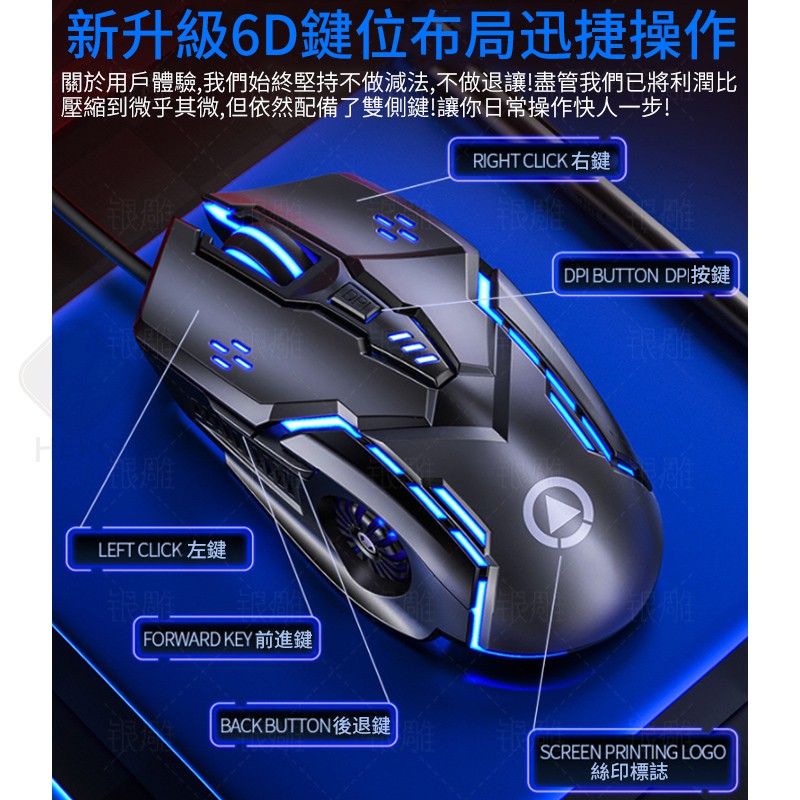 新升級6D鍵位布局迅捷操作
關於用戶體驗,我們始終堅持不做減法,不做退讓!盡管我們已將利潤比
壓縮到微乎其微,但依然配備了雙側鍵!讓你日常操作快人一步!
RIGHT CLICK 右鍵
DPI BUTTON DPI按鍵
DPI
LEFT CLICK 左鍵
FORWARD KEY 前進鍵
BACK BUTTON 後退鍵
SCREEN PRINTING LOGO
絲印標誌
银雕